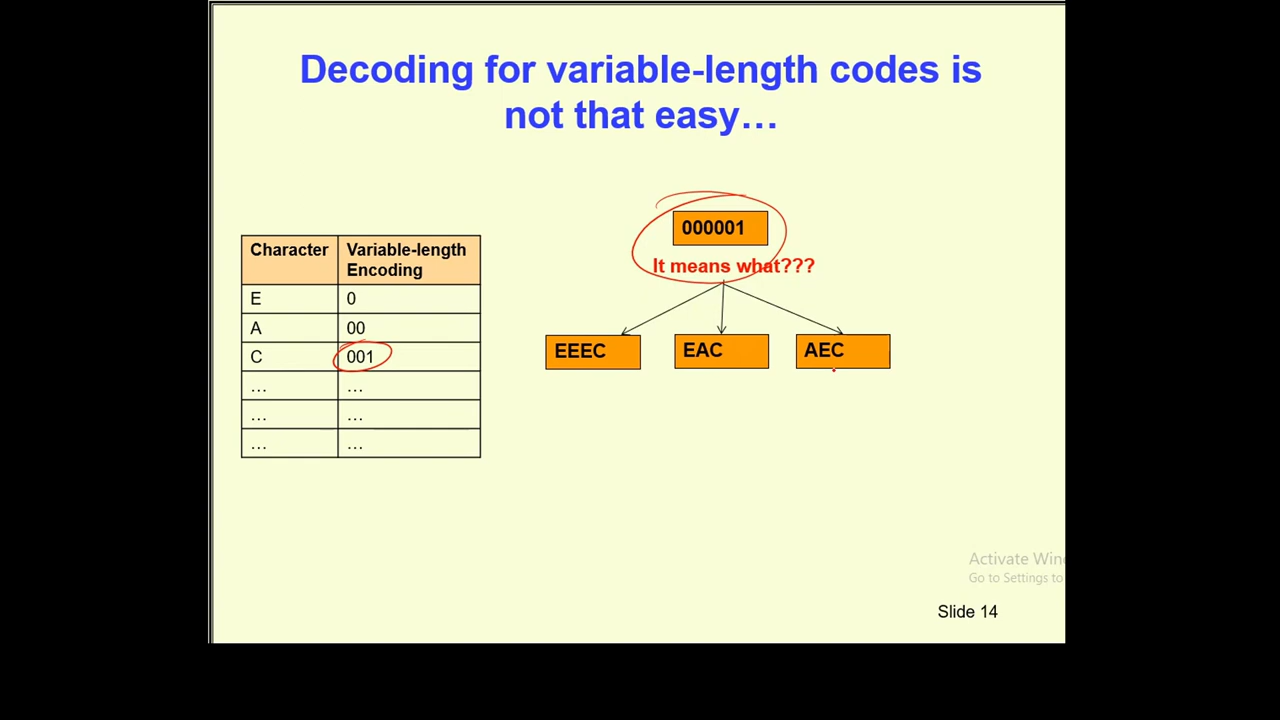 Decoding for variable-length codes is
not that easy…
000001
It means what???
Character Variable-length
Encoding
E 0
A 00
C 001
… …
… …
… …
EEEC EAC AEC
Activate Win
Go to Settings to
Slide 14